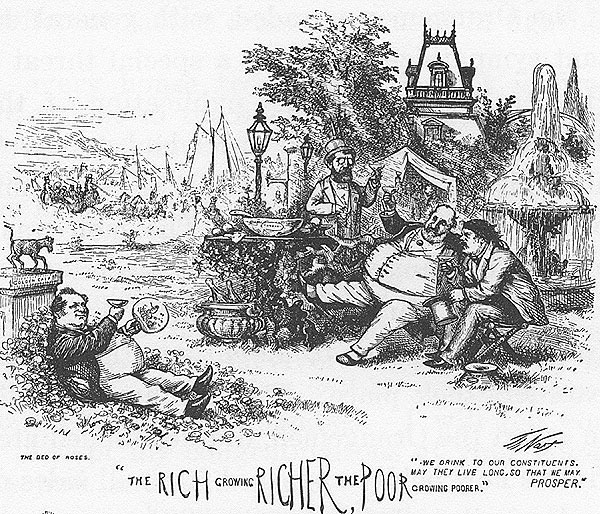 Th. Nast
THE BED OF ROSES.
"THE RICH GROWING RICHER, THE POOR GROWING POORER."
"-WE DRINK TO OUR CONSTITUENTS.
MAY THEY LIVE LONG, SO THAT WE MAY
PROSPER."